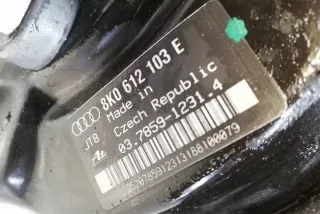 8K0 612 103 E
Made in
JT8
Czech Republic
03.7859-1231.4